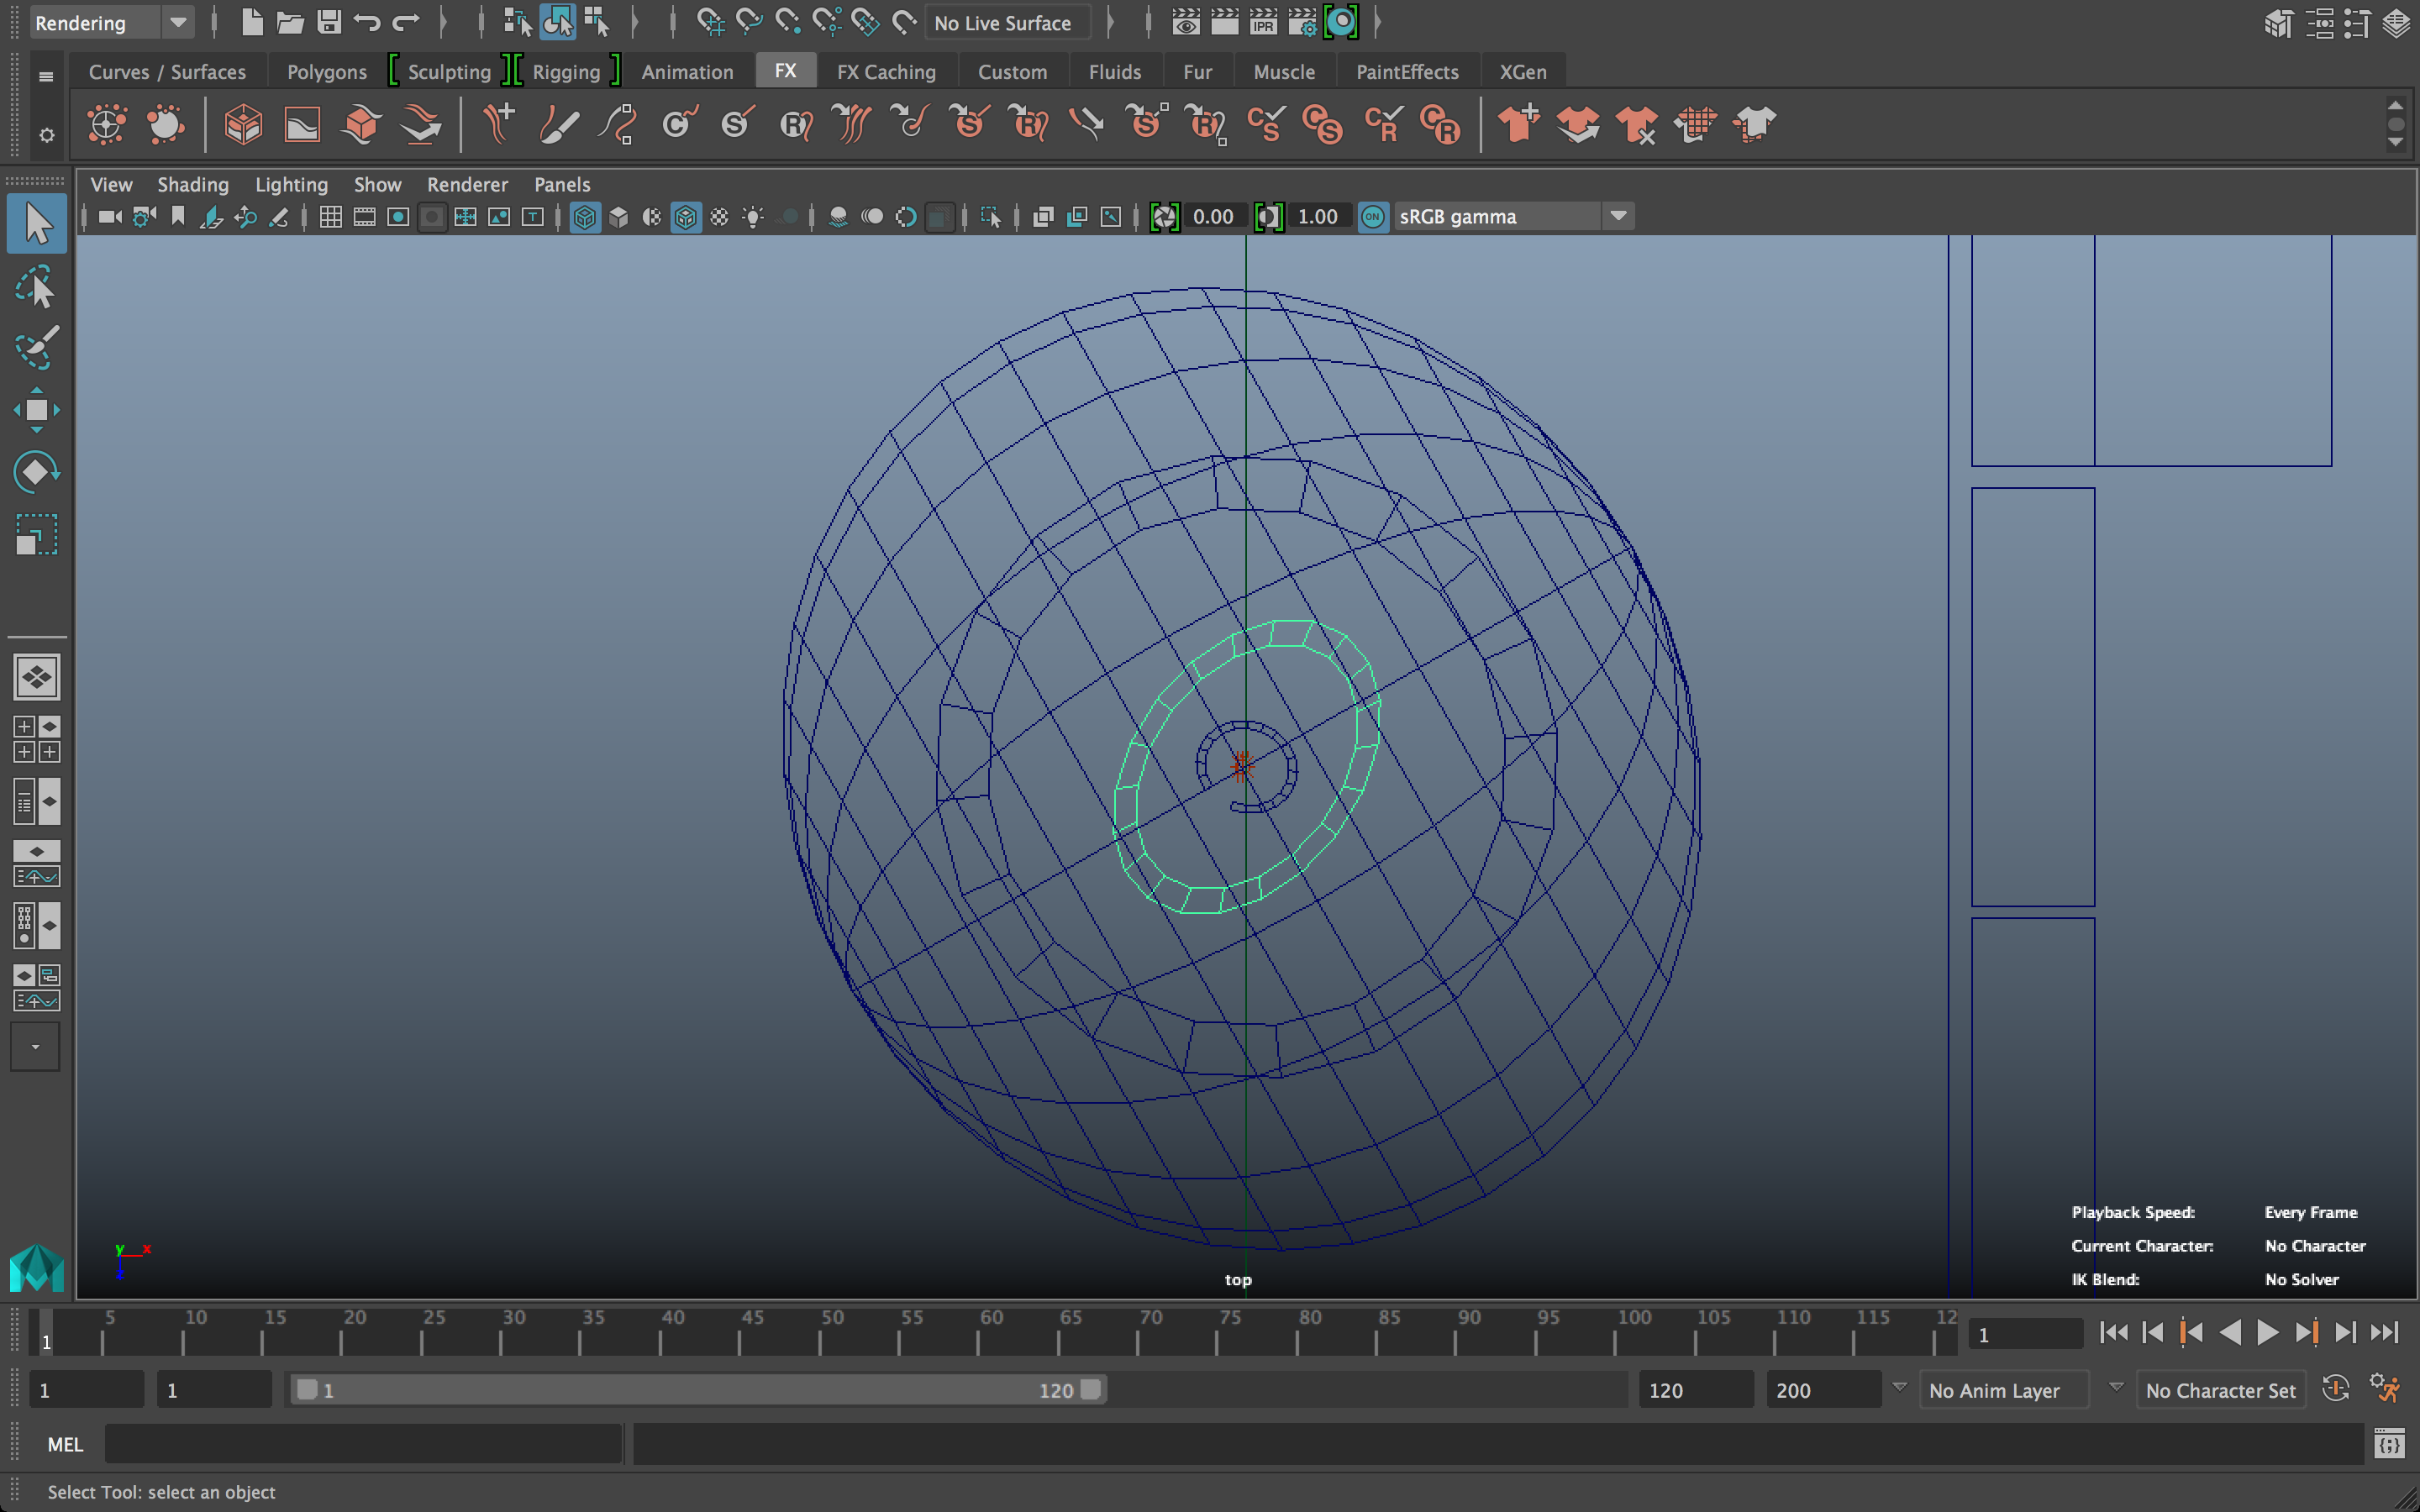 Rendering
No Live Surface
IPR
Curves / Surfaces
Polygons
Sculpting
Rigging
Animation
FX
FX Caching
Custom
Fluids
Fur
Muscle
PaintEffects
XGen
View
Shading
Lighting
Show
Renderer
Panels
0.00
1.00
ON
sRGB gamma
Playback Speed: Every Frame
Current Character: No Character
IK Blend: No Solver
y x
z
top
1 5 10 15 20 25 30 35 40 45 50 55 60 65 70 75 80 85 90 95 100 105 110 115 12
1
1
1
1
120
120
200
No Anim Layer
No Character Set
MEL
Select Tool: select an object